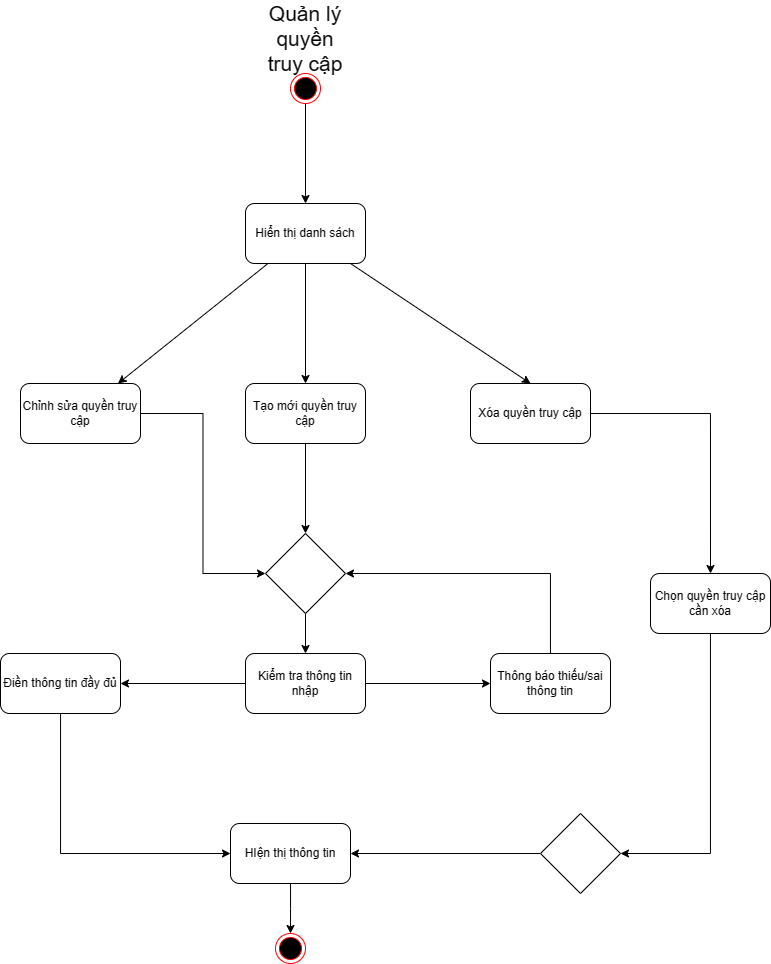 Quản lý
quyền
truy cập
Hiển thị danh sách
Chỉnh sửa quyền truy
cập
Tạo mới quyền truy
cập
Xóa quyền truy cập
Chọn quyền truy cập
cần xóa
Điền thông tin đầy đủ
Kiểm tra thông tin
nhập
Thông báo thiếu/sai
thông tin
HIện thị thông tin